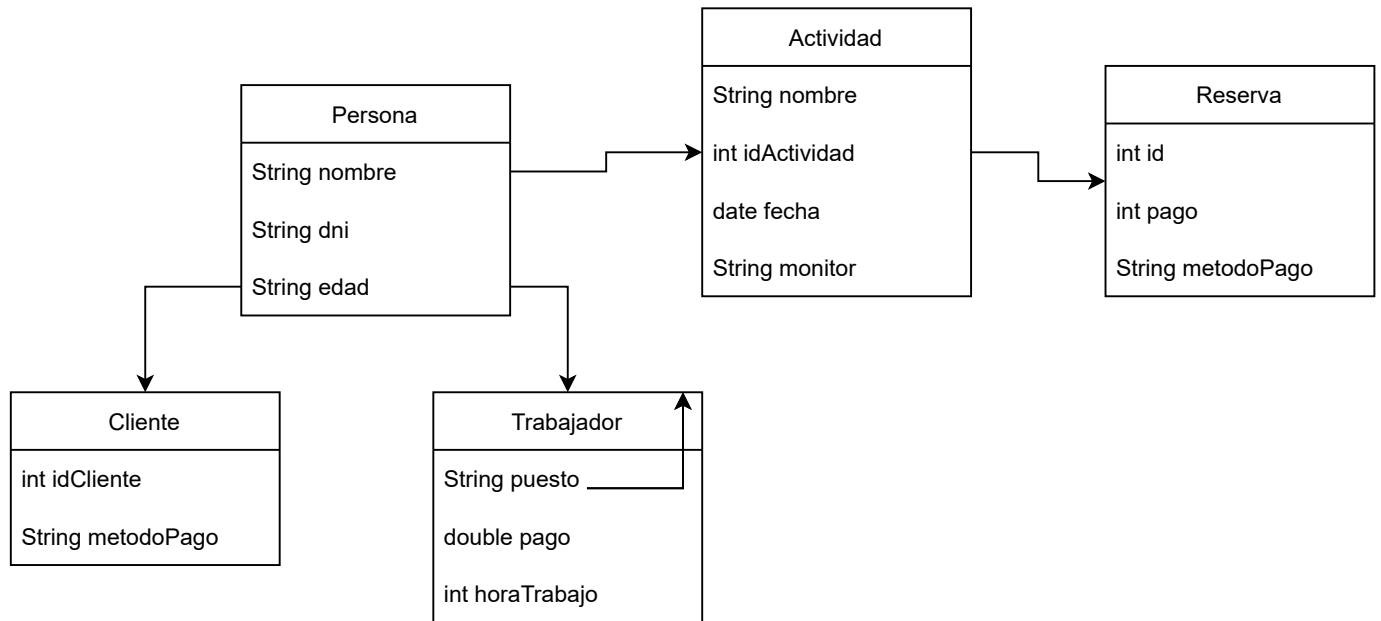 Persona
String nombre
String dni
String edad
Actividad
String nombre
int idActividad
date fecha
String monitor
Reserva
int id
int pago
String metodoPago
Cliente
int idCliente
String metodoPago
Trabajador
String puesto
double pago
int horaTrabajo